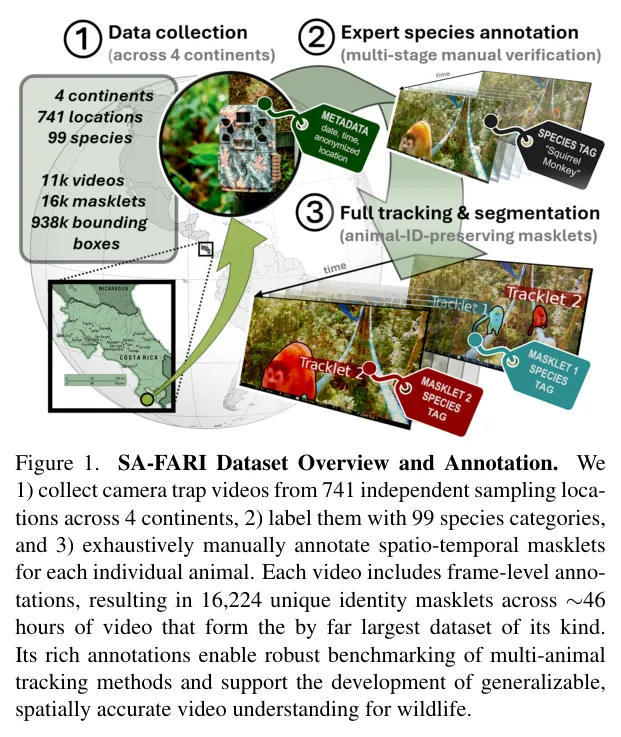 1 Data collection
(across 4 continents)
2 Expert species annotation
(multi-stage manual verification)
4 continents
741 locations
99 species
11k videos
16k masklets
938k bounding
boxes
METADATA
date, time,
anonymized
location
time
SPECIES TAG
"Squirrel
Monkey"
3 Full tracking & segmentation
(animal-ID-preserving masklets)
time
Tracklet 1
Tracklet 2
Tracklet 2
MASKLET 1
SPECIES
TAG
MASKLET 2
SPECIES
TAG
NICARAGUA
COSTA RICA
Figure 1. SA-FARI Dataset Overview and Annotation. We
1) collect camera trap videos from 741 independent sampling loca-
tions across 4 continents, 2) label them with 99 species categories,
and 3) exhaustively manually annotate spatio-temporal masklets
for each individual animal. Each video includes frame-level anno-
tations, resulting in 16,224 unique identity masklets across ∼46
hours of video that form the by far largest dataset of its kind.
Its rich annotations enable robust benchmarking of multi-animal
tracking methods and support the development of generalizable,
spatially accurate video understanding for wildlife.